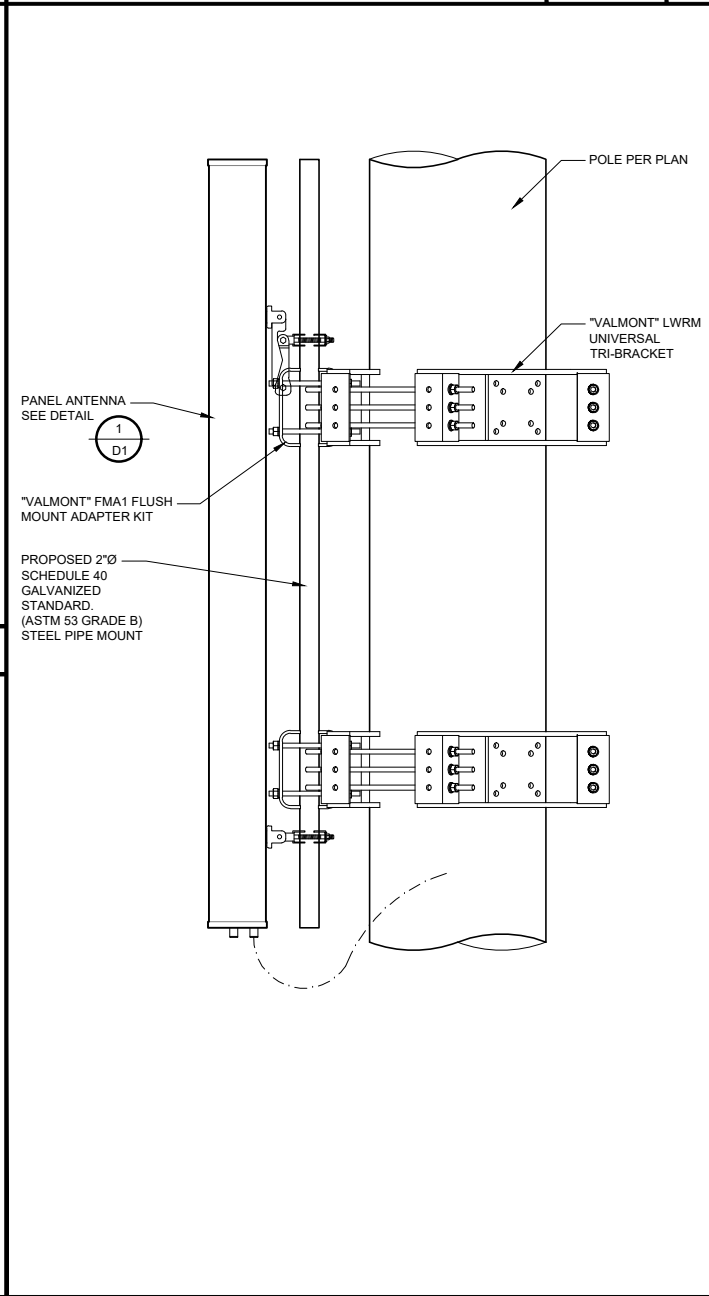 POLE PER PLAN
"VALMONT" LWRM
UNIVERSAL
TRI-BRACKET
PANEL ANTENNA
SEE DETAIL
1
D1
"VALMONT" FMA1 FLUSH
MOUNT ADAPTER KIT
PROPOSED 2"Ø
SCHEDULE 40
GALVANIZED
STANDARD.
(ASTM 53 GRADE B)
STEEL PIPE MOUNT